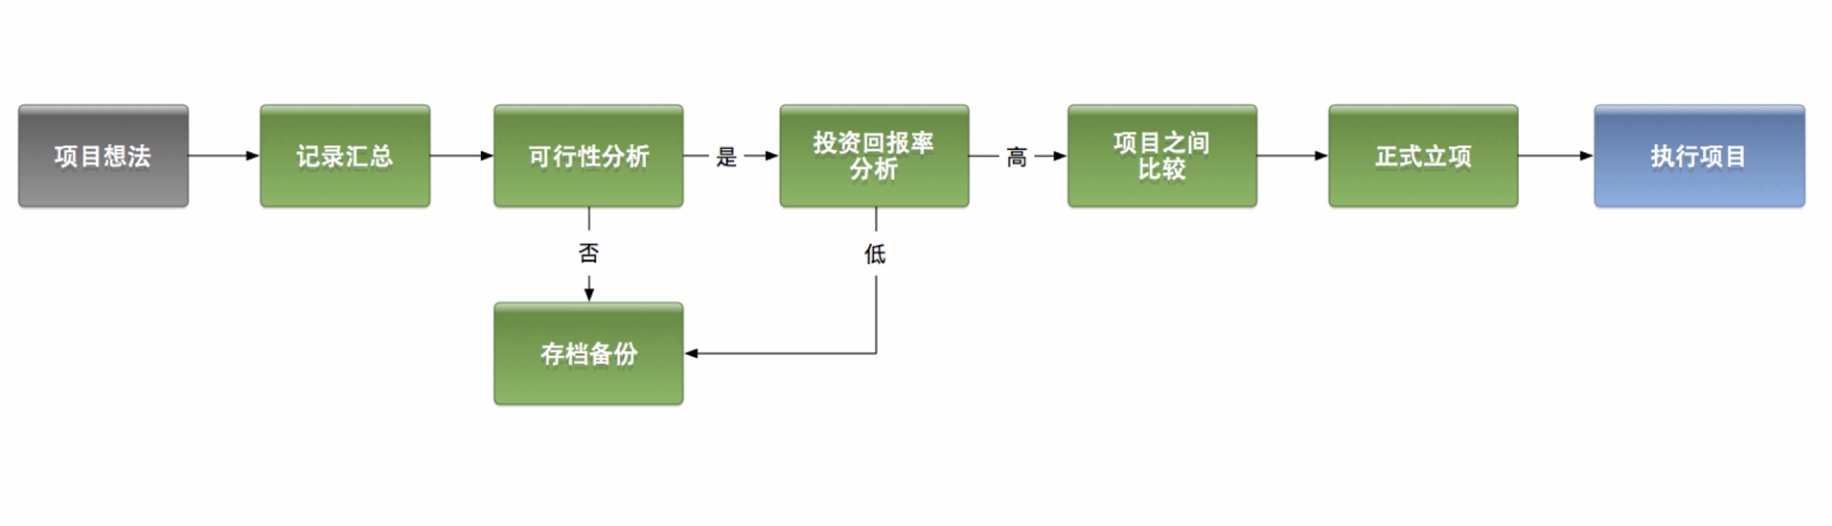 项目想法
记录汇总
可行性分析
是
投资回报率
分析
高
项目之间
比较
正式立项
执行项目
否
低
存档备份